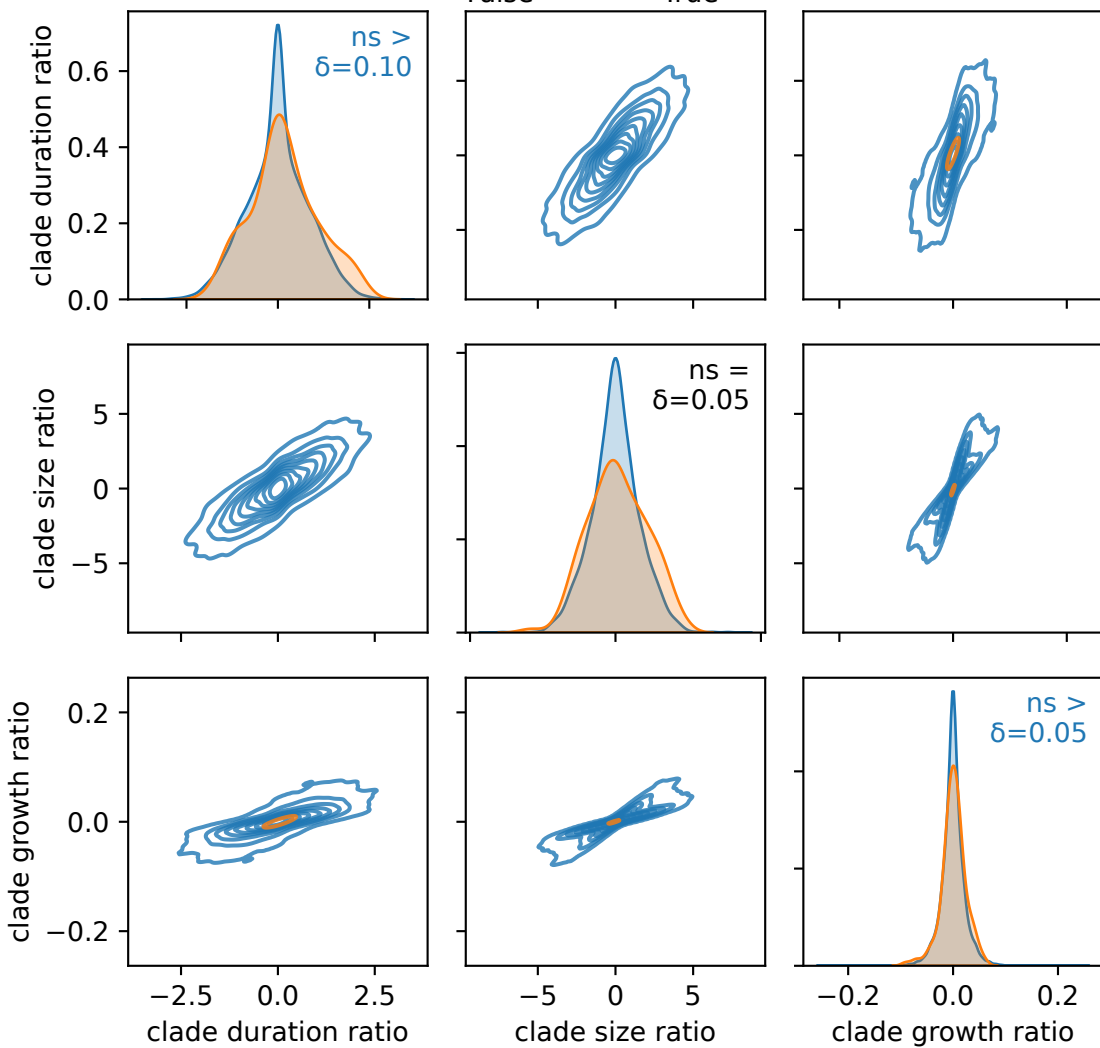 clade duration ratio
0.6
0.4
0.2
0.0
ns >
δ=0.10
clade size ratio
5
0
−5
ns =
δ=0.05
clade growth ratio
0.2
0.0
−0.2
ns >
δ=0.05
−2.5 0.0 2.5
−5 0 5
−0.2 0.0 0.2
clade duration ratio
clade size ratio
clade growth ratio